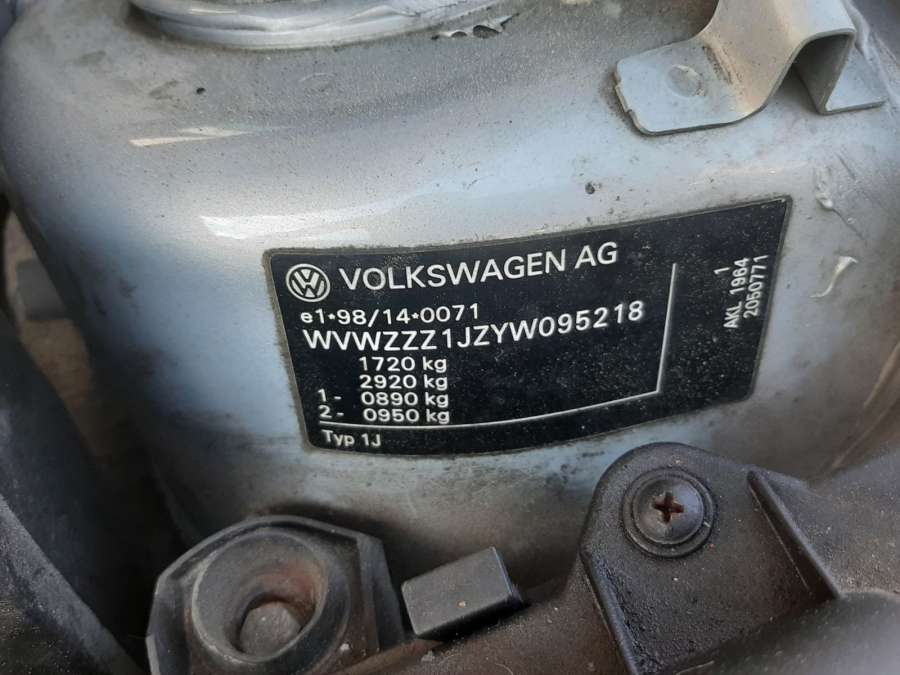 VOLKSWAGEN AG
e1*98/14*0071
WVWZZZ1JZYW095218
1720 kg
2920 kg
1- 0890 kg
2- 0950 kg
Typ 1J
1
AKL 1964
2050771